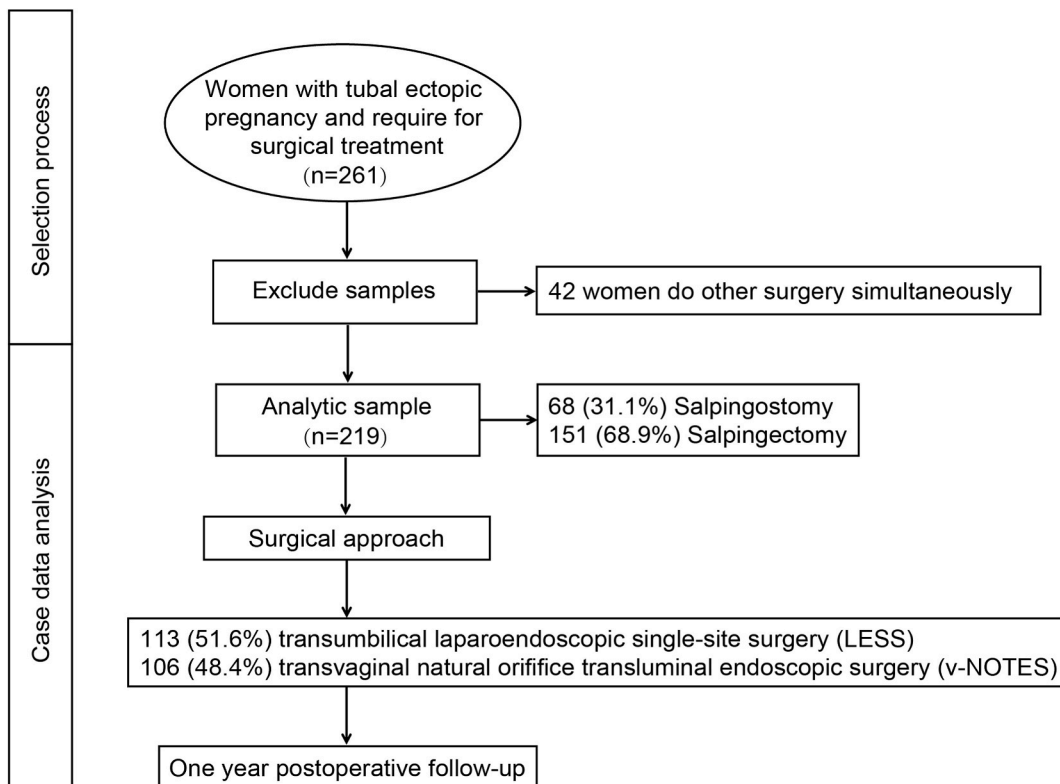 Selection process
Women with tubal ectopic
pregnancy and require for
surgical treatment
(n=261)
Exclude samples
42 women do other surgery simultaneously
Case data analysis
Analytic sample
(n=219)
68 (31.1%) Salpingostomy
151 (68.9%) Salpingectomy
Surgical approach
113 (51.6%) transumbilical laparoendoscopic single-site surgery (LESS)
106 (48.4%) transvaginal natural orififice transluminal endoscopic surgery (v-NOTES)
One year postoperative follow-up